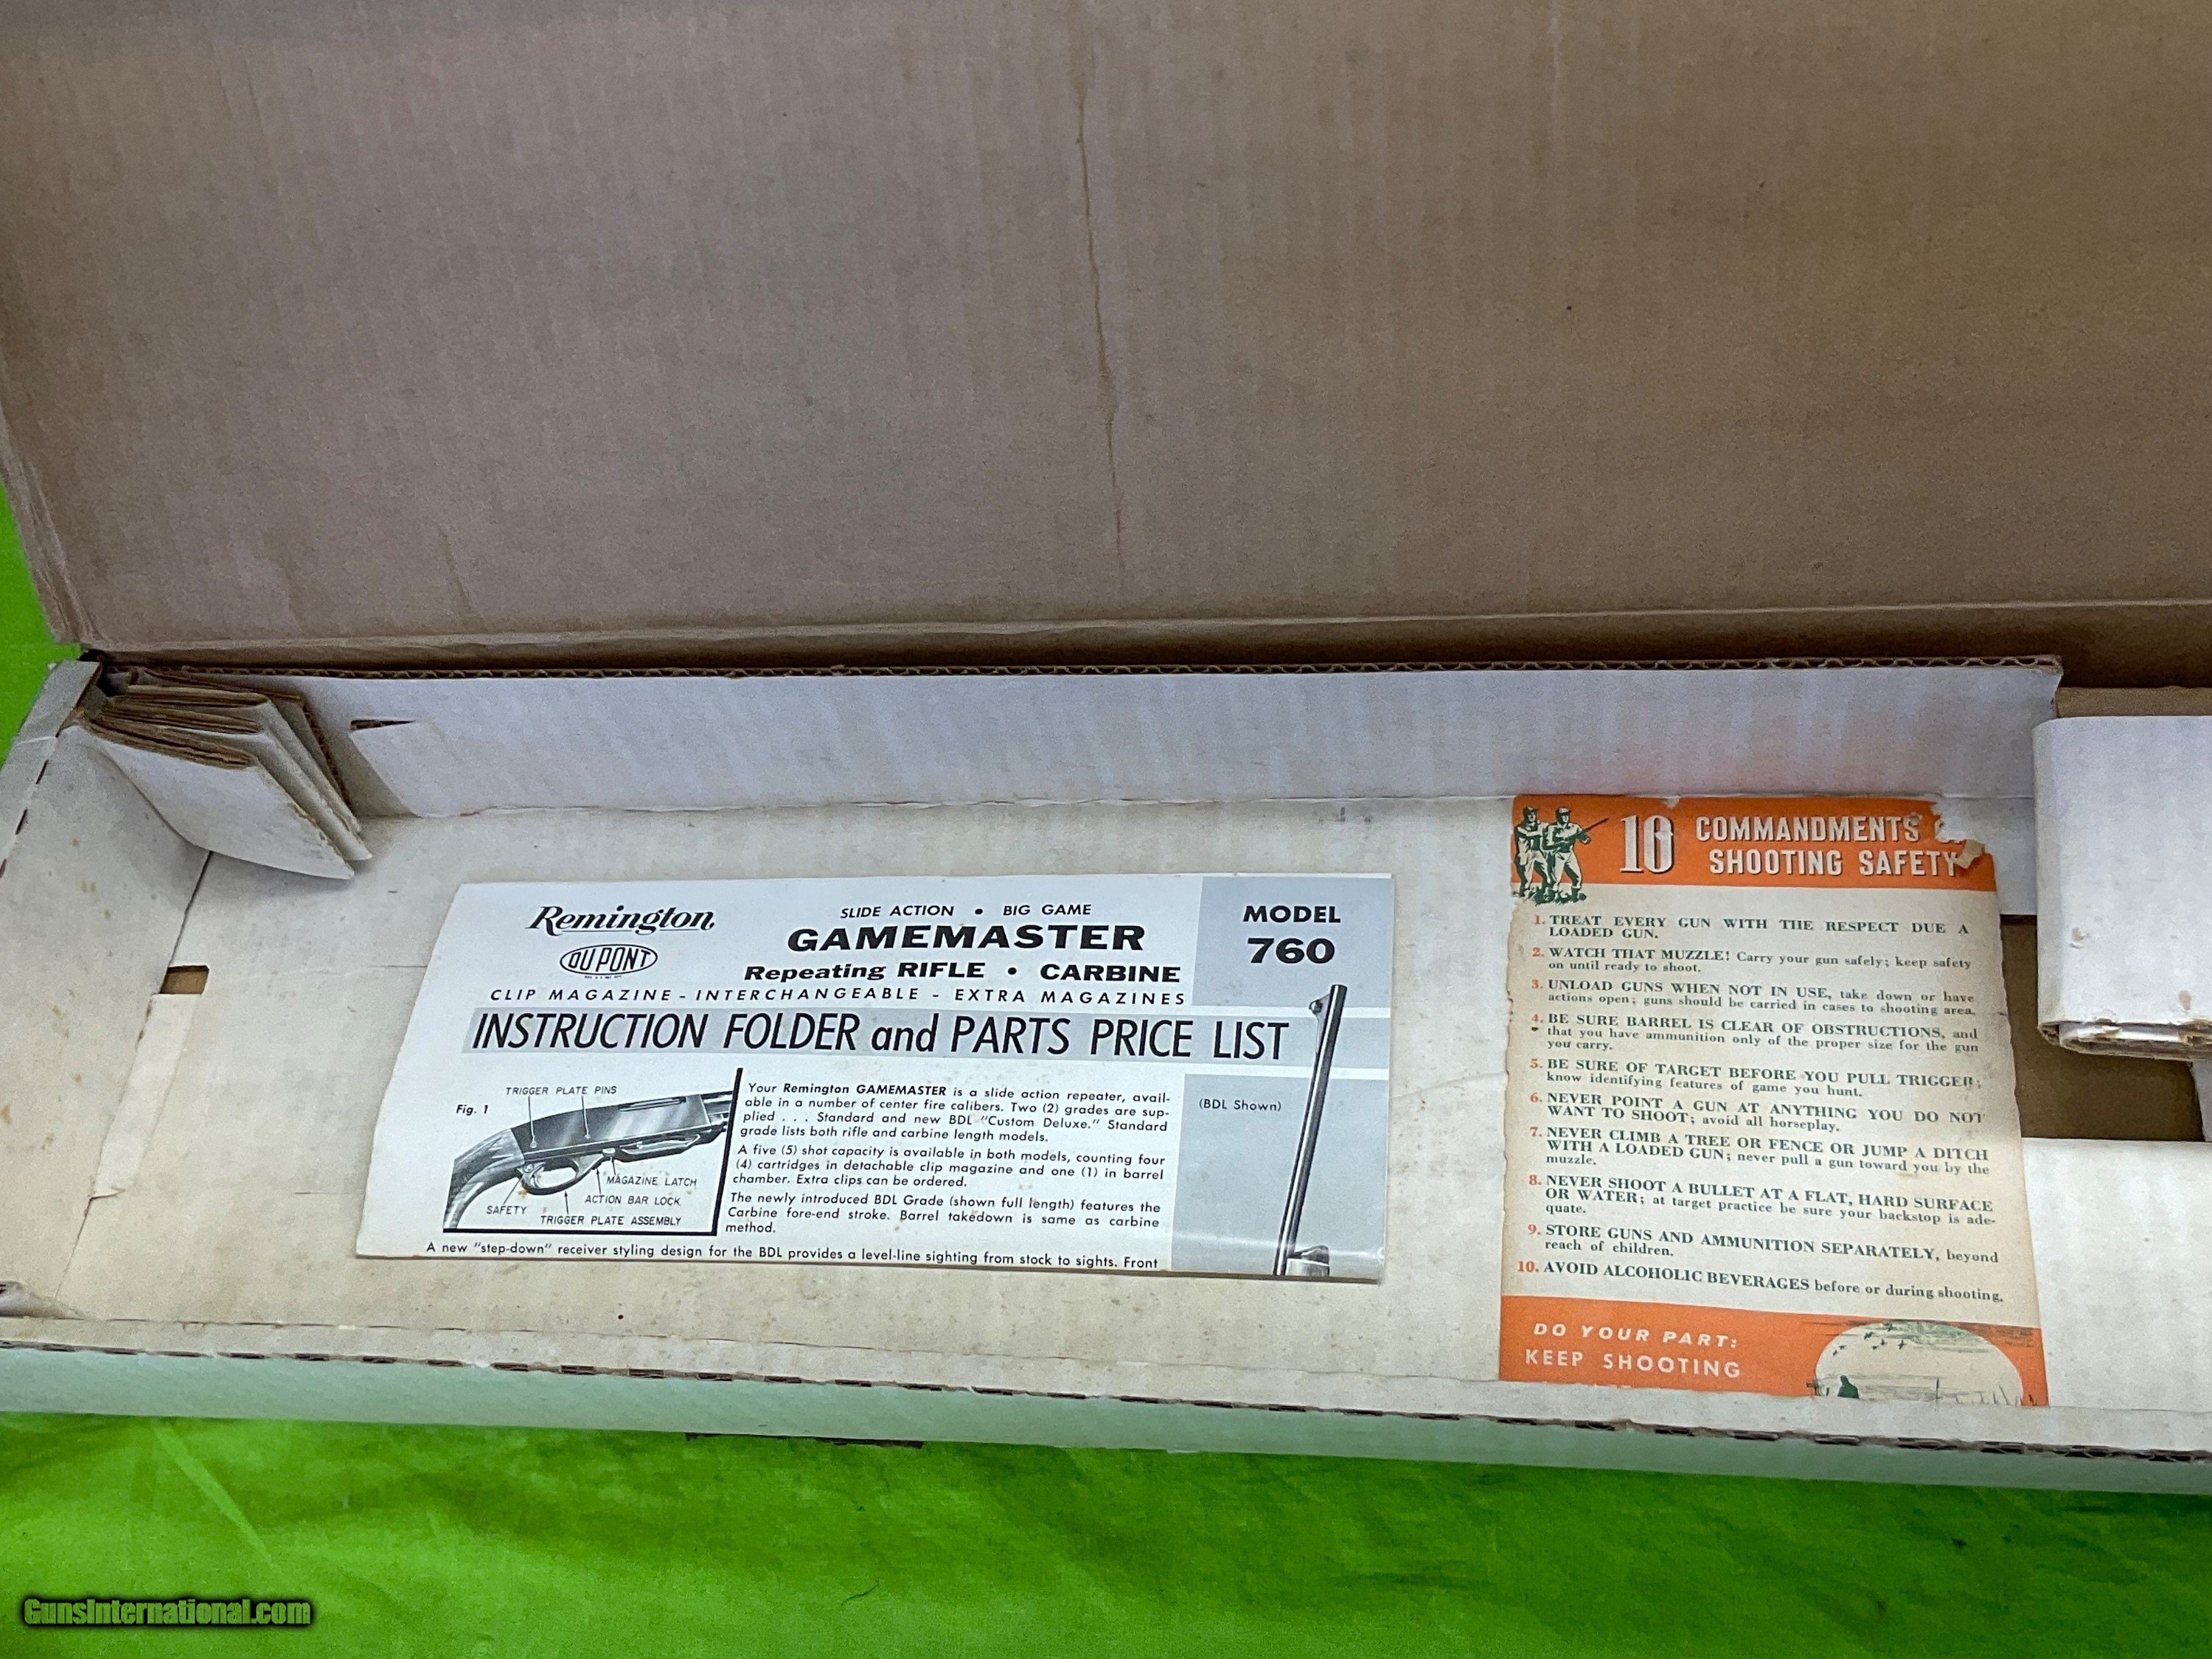 Remington
DU PONT
SLIDE ACTION • BIG GAME
GAMEMASTER
Repeating RIFLE • CARBINE
CLIP MAGAZINE - INTERCHANGEABLE - EXTRA MAGAZINES
MODEL
760
INSTRUCTION FOLDER and PARTS PRICE LIST
Fig. 1
TRIGGER PLATE PINS
MAGAZINE LATCH
ACTION BAR LOCK
SAFETY
TRIGGER PLATE ASSEMBLY
Your Remington GAMEMASTER is a slide action repeater, avail-
able in a number of center fire calibers. Two (2) grades are sup-
plied . . . Standard and new BDL "Custom Deluxe." Standard
grade lists both rifle and carbine length models.
A five (5) shot capacity is available in both models, counting four
(4) cartridges in detachable clip magazine and one (1) in barrel
chamber. Extra clips can be ordered.
The newly introduced BDL Grade (shown full length) features the
Carbine fore-end stroke. Barrel takedown is same as carbine
method.
A new "step-down" receiver styling design for the BDL provides a level-line sighting from stock to sights. Front
(BDL Shown)
10 COMMANDMENTS
SHOOTING SAFETY
1. TREAT EVERY GUN WITH THE RESPECT DUE A
LOADED GUN.
2. WATCH THAT MUZZLE! Carry your gun safely; keep safety
on until ready to shoot.
3. UNLOAD GUNS WHEN NOT IN USE, take down or have
actions open; guns should be carried in cases to shooting area.
4. BE SURE BARREL IS CLEAR OF OBSTRUCTIONS, and
that you have ammunition only of the proper size for the gun
you carry.
5. BE SURE OF TARGET BEFORE YOU PULL TRIGGER;
know identifying features of game you hunt.
6. NEVER POINT A GUN AT ANYTHING YOU DO NOT
WANT TO SHOOT; avoid all horseplay.
7. NEVER CLIMB A TREE OR FENCE OR JUMP A DITCH
WITH A LOADED GUN; never pull a gun toward you by the
muzzle.
8. NEVER SHOOT A BULLET AT A FLAT, HARD SURFACE
OR WATER; at target practice be sure your backstop is ade-
quate.
9. STORE GUNS AND AMMUNITION SEPARATELY, beyond
reach of children.
10. AVOID ALCOHOLIC BEVERAGES before or during shooting.
DO YOUR PART:
KEEP SHOOTING
GunsInternational.com